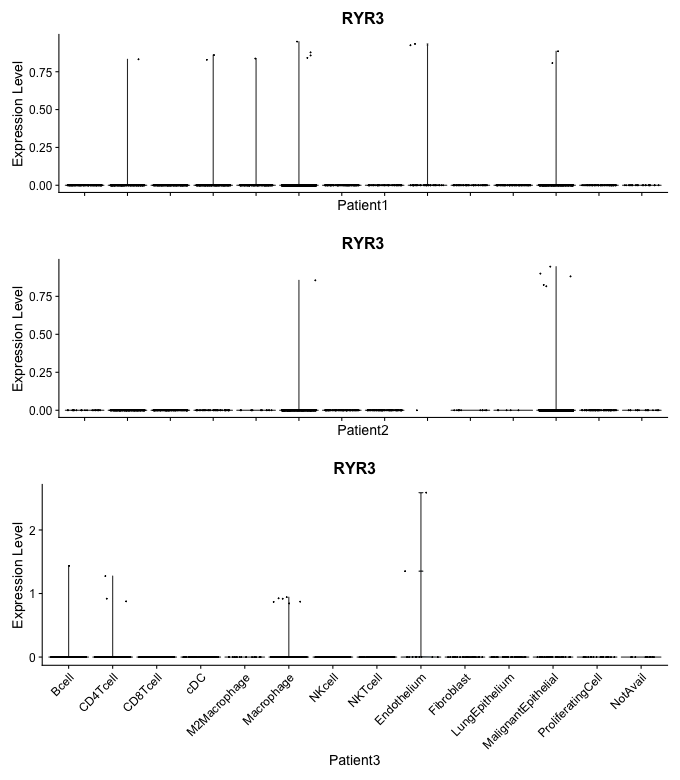 RYR3
Expression Level
0.75
0.50
0.25
0.00
Patient1
RYR3
Expression Level
0.75
0.50
0.25
0.00
Patient2
RYR3
Expression Level
2
1
0
Bcell
CD4Tcell
CD8Tcell
cDC
M2Macrophage
Macrophage
NKcell
NKTcell
Endothelium
Fibroblast
LungEpithelium
MalignantEpithelial
ProliferatingCell
NotAvail
Patient3